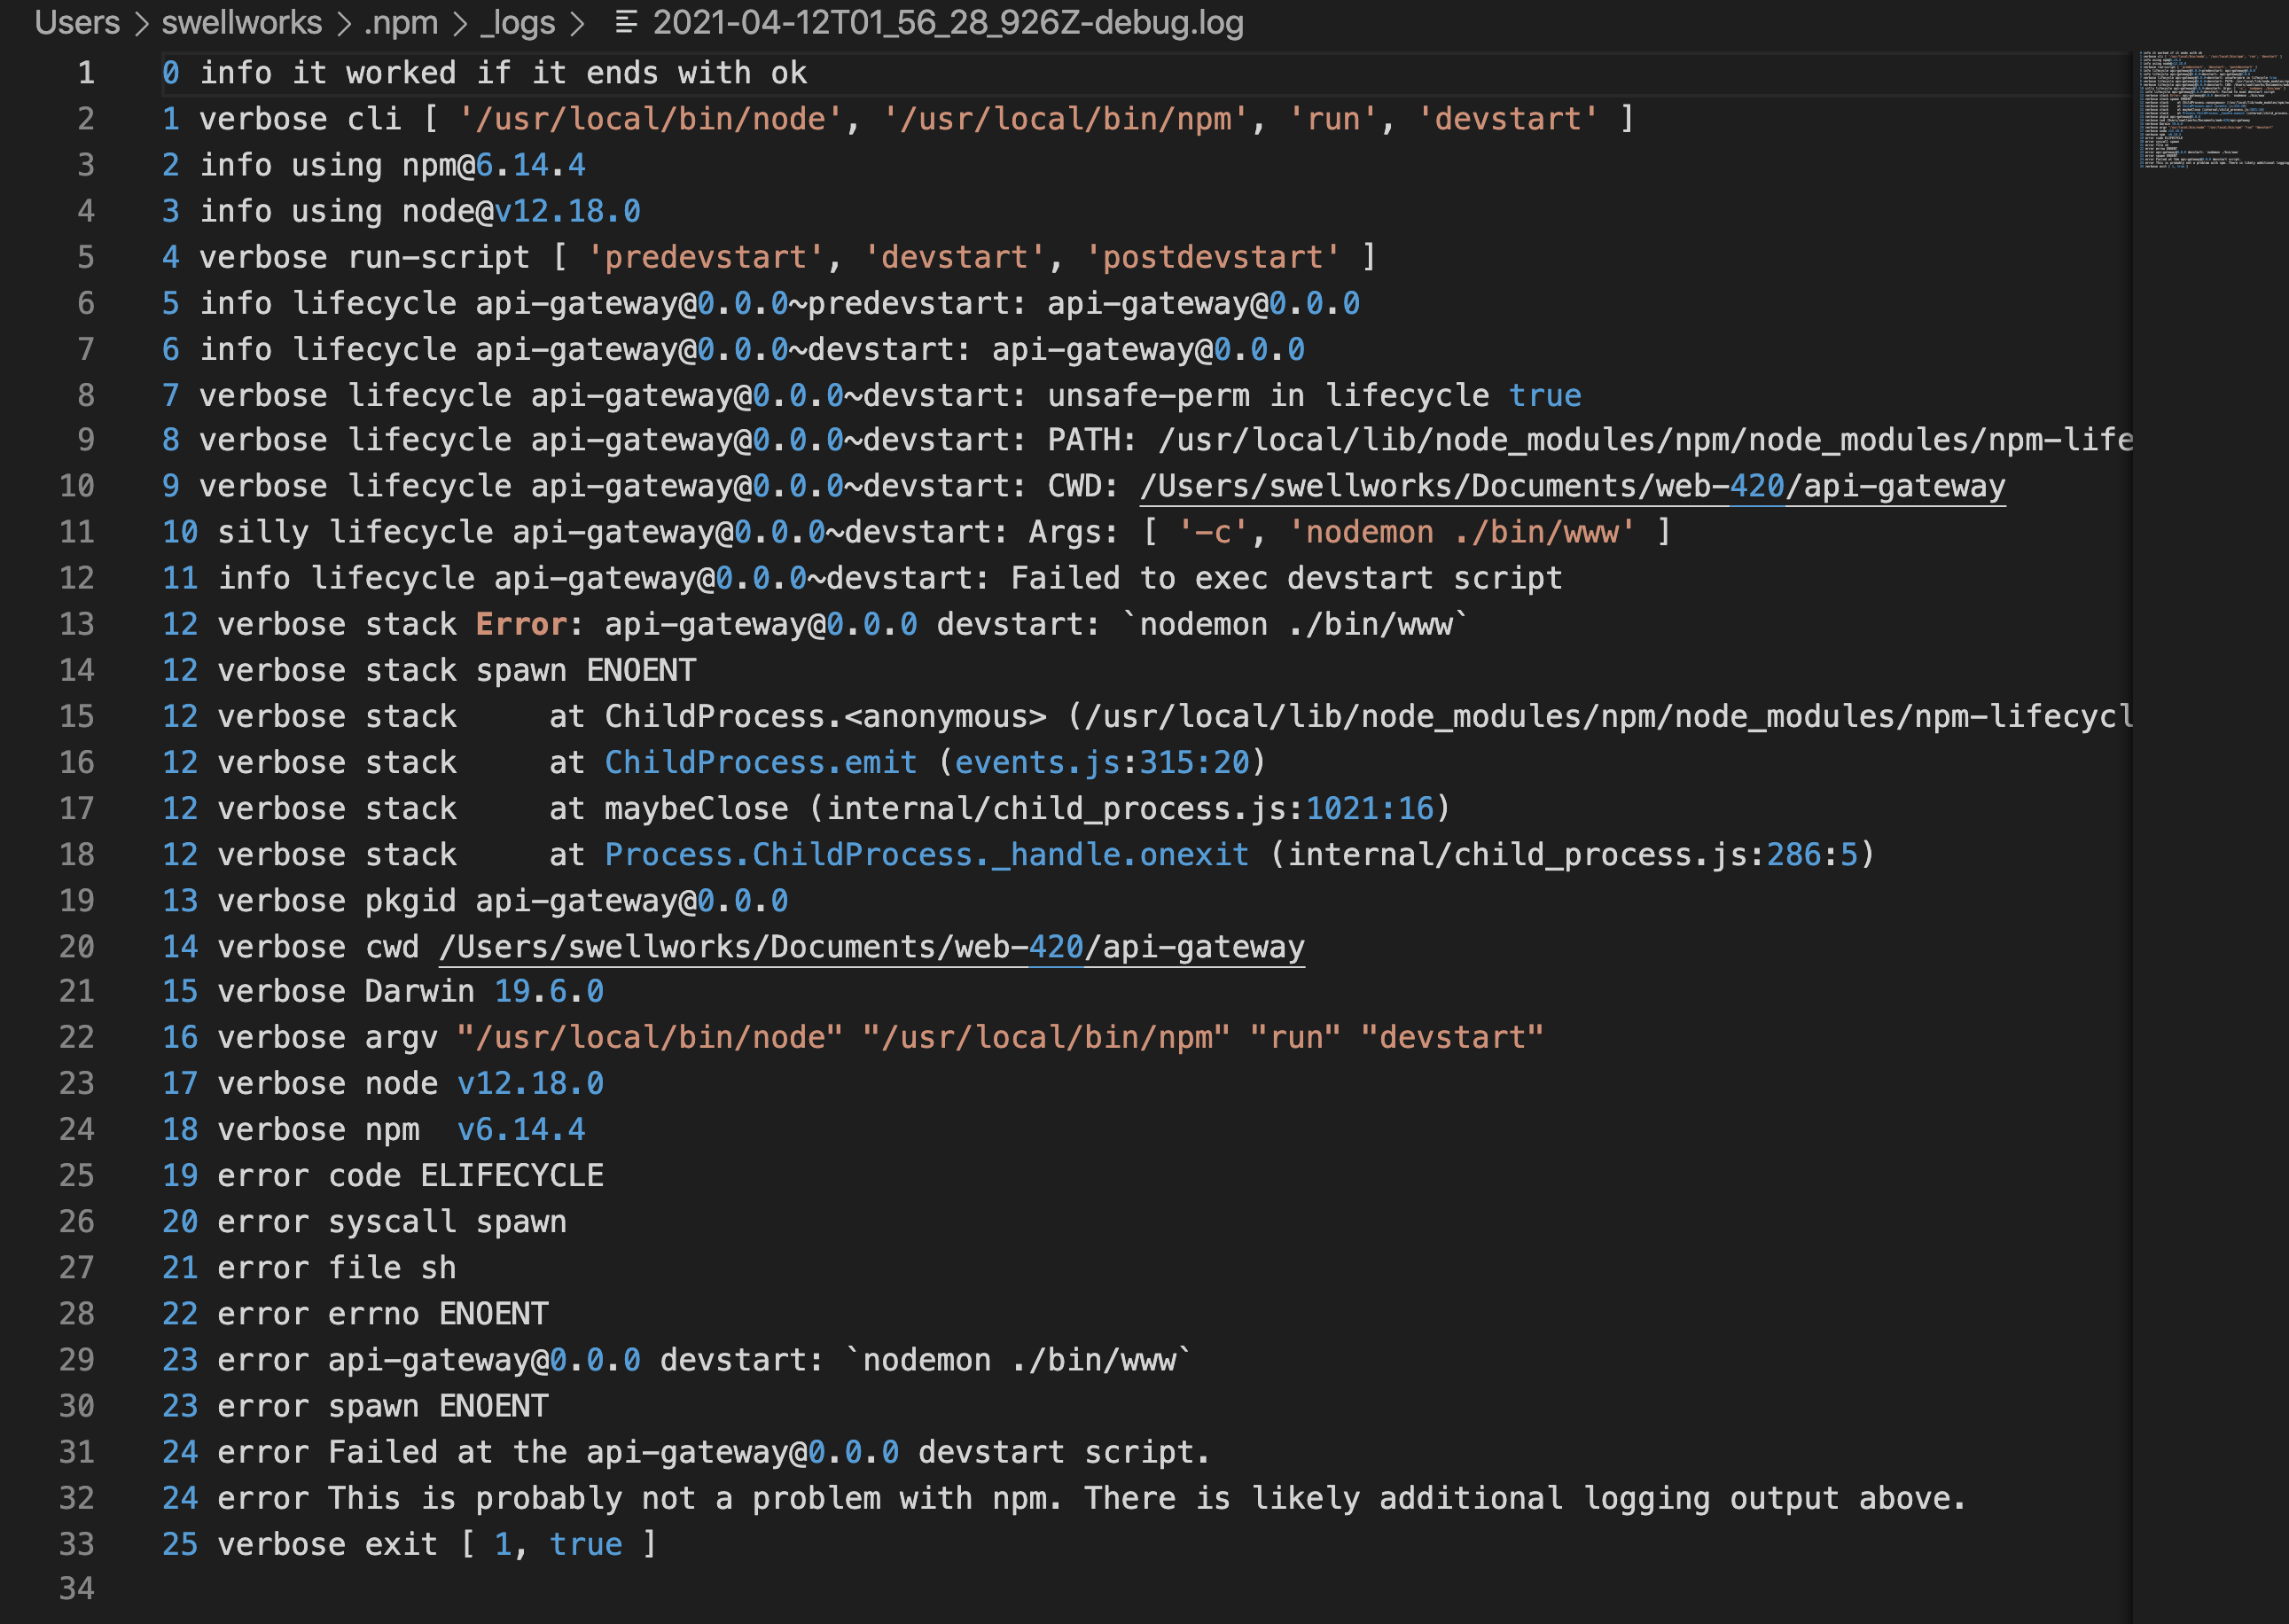 Users > swellworks > .npm > _logs > 2021-04-12T01_56_28_926Z-debug.log
1 0 info it worked if it ends with ok
2 1 verbose cli [ '/usr/local/bin/node', '/usr/local/bin/npm', 'run', 'devstart' ]
3 2 info using npm@6.14.4
4 3 info using node@v12.18.0
5 4 verbose run-script [ 'predevstart', 'devstart', 'postdevstart' ]
6 5 info lifecycle api-gateway@0.0.0~predevstart: api-gateway@0.0.0
7 6 info lifecycle api-gateway@0.0.0~devstart: api-gateway@0.0.0
8 7 verbose lifecycle api-gateway@0.0.0~devstart: unsafe-perm in lifecycle true
9 8 verbose lifecycle api-gateway@0.0.0~devstart: PATH: /usr/local/lib/node_modules/npm/node_modules/npm-life
10 9 verbose lifecycle api-gateway@0.0.0~devstart: CWD: /Users/swellworks/Documents/web-420/api-gateway
11 10 silly lifecycle api-gateway@0.0.0~devstart: Args: [ '-c', 'nodemon ./bin/www' ]
12 11 info lifecycle api-gateway@0.0.0~devstart: Failed to exec devstart script
13 12 verbose stack Error: api-gateway@0.0.0 devstart: `nodemon ./bin/www`
14 12 verbose stack spawn ENOENT
15 12 verbose stack     at ChildProcess.<anonymous> (/usr/local/lib/node_modules/npm/node_modules/npm-lifecycl
16 12 verbose stack     at ChildProcess.emit (events.js:315:20)
17 12 verbose stack     at maybeClose (internal/child_process.js:1021:16)
18 12 verbose stack     at Process.ChildProcess._handle.onexit (internal/child_process.js:286:5)
19 13 verbose pkgid api-gateway@0.0.0
20 14 verbose cwd /Users/swellworks/Documents/web-420/api-gateway
21 15 verbose Darwin 19.6.0
22 16 verbose argv "/usr/local/bin/node" "/usr/local/bin/npm" "run" "devstart"
23 17 verbose node v12.18.0
24 18 verbose npm  v6.14.4
25 19 error code ELIFECYCLE
26 20 error syscall spawn
27 21 error file sh
28 22 error errno ENOENT
29 23 error api-gateway@0.0.0 devstart: `nodemon ./bin/www`
30 23 error spawn ENOENT
31 24 error Failed at the api-gateway@0.0.0 devstart script.
32 24 error This is probably not a problem with npm. There is likely additional logging output above.
33 25 verbose exit [ 1, true ]
34